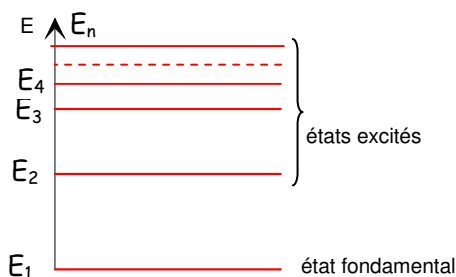 E
Eₙ
E₄
E₃
états excités
E₂
E₁
état fondamental